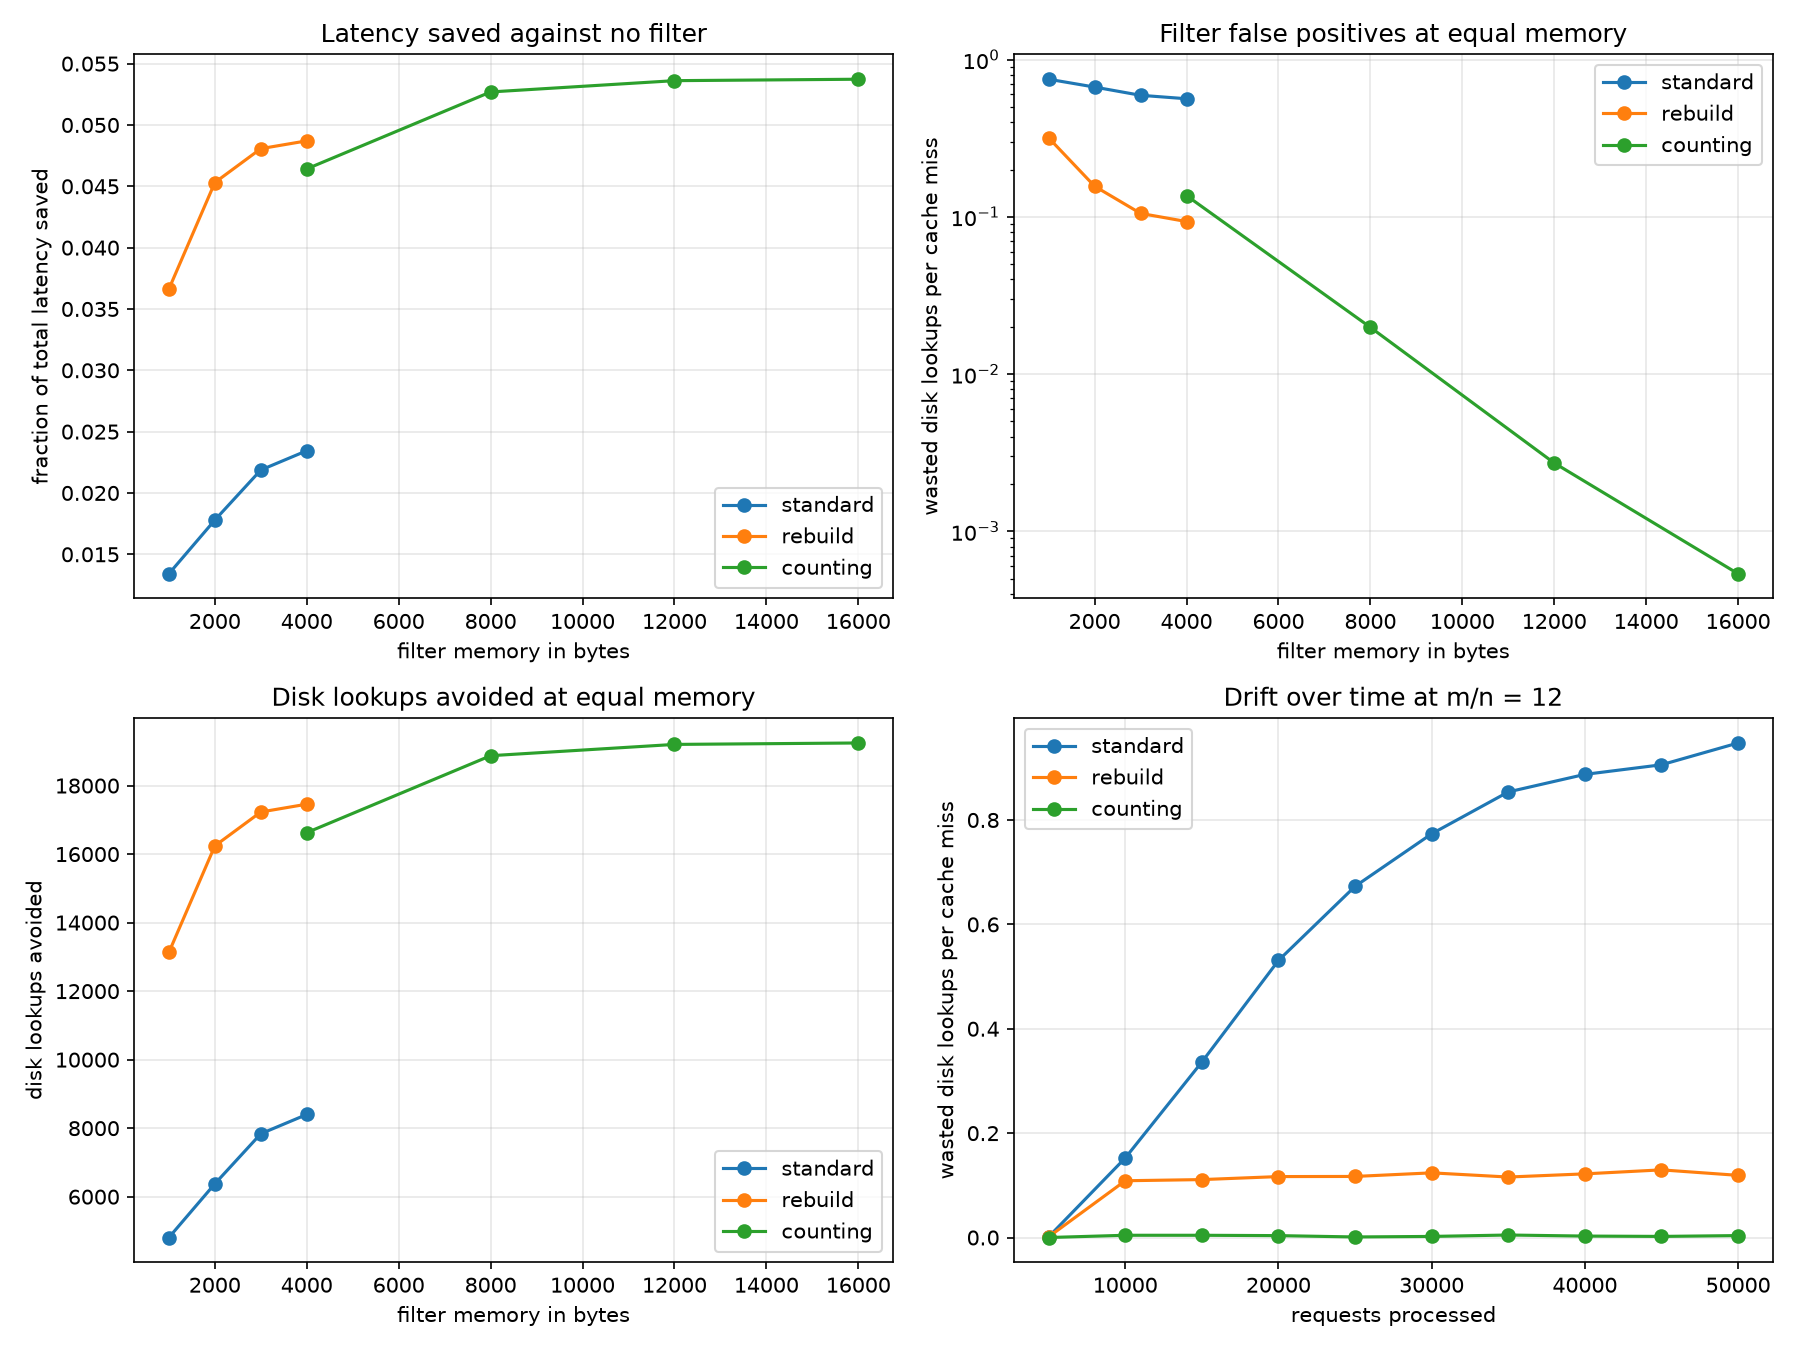 Latency saved against no filter
fraction of total latency saved
0.055
0.050
0.045
0.040
0.035
0.030
0.025
0.020
0.015
standard
rebuild
counting
2000 4000 6000 8000 10000 12000 14000 16000
filter memory in bytes
Filter false positives at equal memory
wasted disk lookups per cache miss
10⁰
10⁻¹
10⁻²
10⁻³
standard
rebuild
counting
2000 4000 6000 8000 10000 12000 14000 16000
filter memory in bytes
Disk lookups avoided at equal memory
disk lookups avoided
18000
16000
14000
12000
10000
8000
6000
standard
rebuild
counting
2000 4000 6000 8000 10000 12000 14000 16000
filter memory in bytes
Drift over time at m/n = 12
wasted disk lookups per cache miss
standard
rebuild
counting
0.8
0.6
0.4
0.2
0.0
10000 20000 30000 40000 50000
requests processed